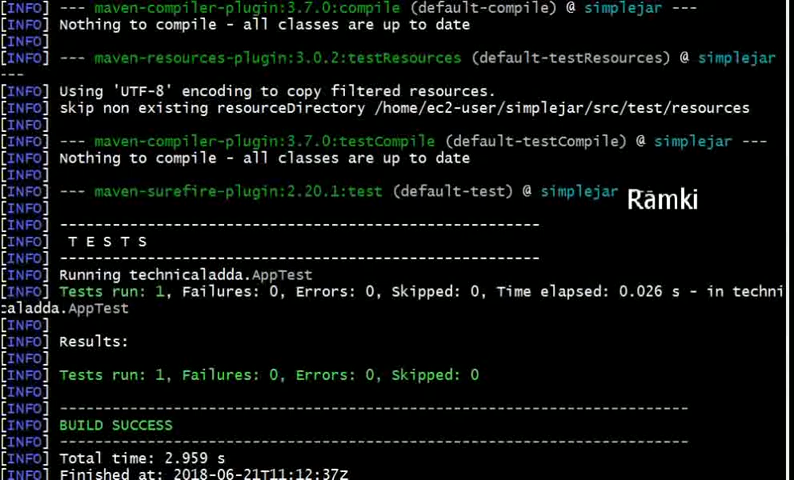 [INFO] --- maven-compiler-plugin:3.7.0:compile (default-compile) @ simplejar ---
[INFO] Nothing to compile - all classes are up to date
[INFO]
[INFO] --- maven-resources-plugin:3.0.2:testResources (default-testResources) @ simplejar
---
[INFO] Using 'UTF-8' encoding to copy filtered resources.
[INFO] skip non existing resourceDirectory /home/ec2-user/simplejar/src/test/resources
[INFO]
[INFO] --- maven-compiler-plugin:3.7.0:testCompile (default-testCompile) @ simplejar ---
[INFO] Nothing to compile - all classes are up to date
[INFO]
[INFO] --- maven-surefire-plugin:2.20.1:test (default-test) @ simplejar ---
Ramki
[INFO]
[INFO] -------------------------------------------------------
[INFO]  T E S T S
[INFO] -------------------------------------------------------
[INFO] Running technicaladda.AppTest
[INFO] Tests run: 1, Failures: 0, Errors: 0, Skipped: 0, Time elapsed: 0.026 s - in techni
caladda.AppTest
[INFO]
[INFO] Results:
[INFO]
[INFO] Tests run: 1, Failures: 0, Errors: 0, Skipped: 0
[INFO]
[INFO] ------------------------------------------------------------------------
[INFO] BUILD SUCCESS
[INFO] ------------------------------------------------------------------------
[INFO] Total time: 2.959 s
[INFO] Finished at: 2018-06-21T11:12:37Z